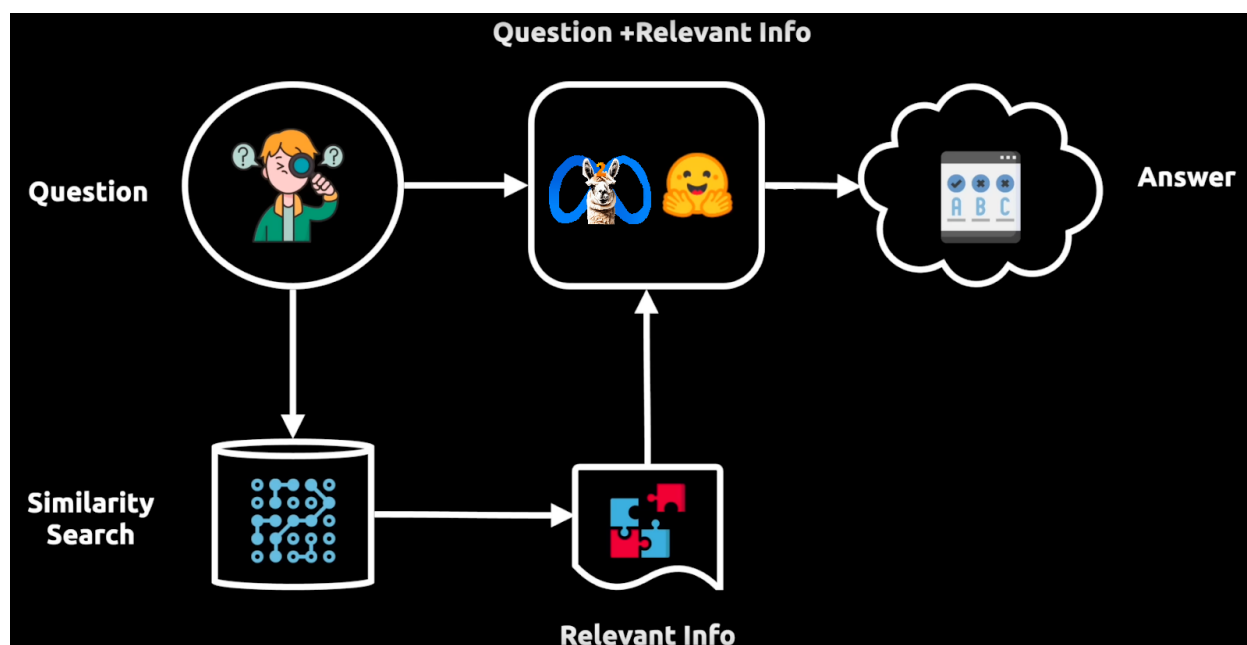 Question +Relevant Info
Question
? ?
Answer
A B C
Similarity
Search
Relevant Info